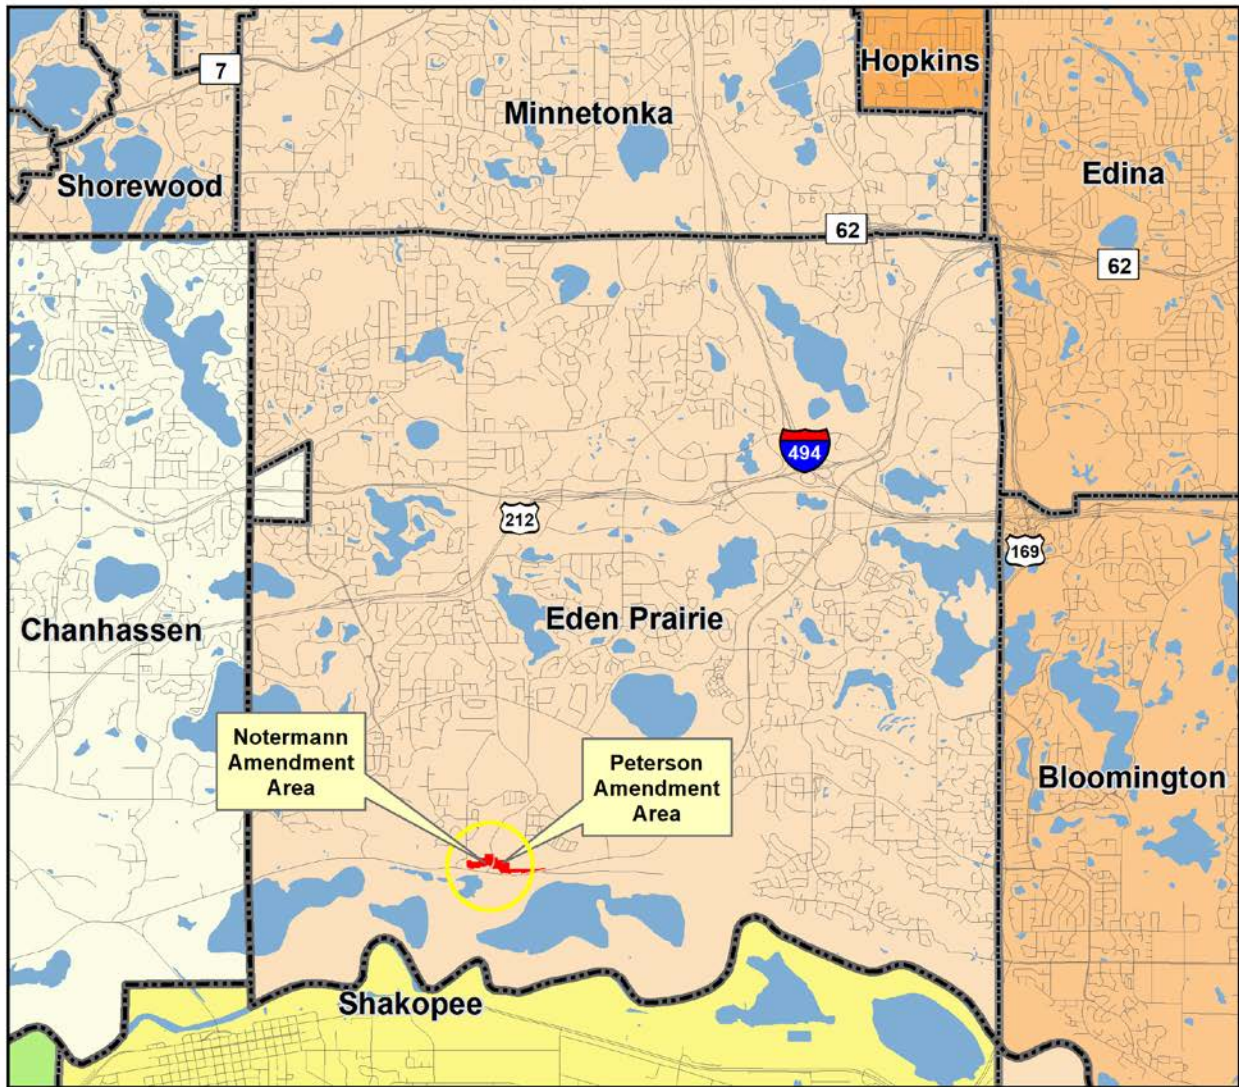 Hopkins
7
Minnetonka
Edina
Shorewood
62
62
494
212
169
Eden Prairie
Chanhassen
Notermann
Amendment
Area
Peterson
Amendment
Area
Bloomington
Shakopee